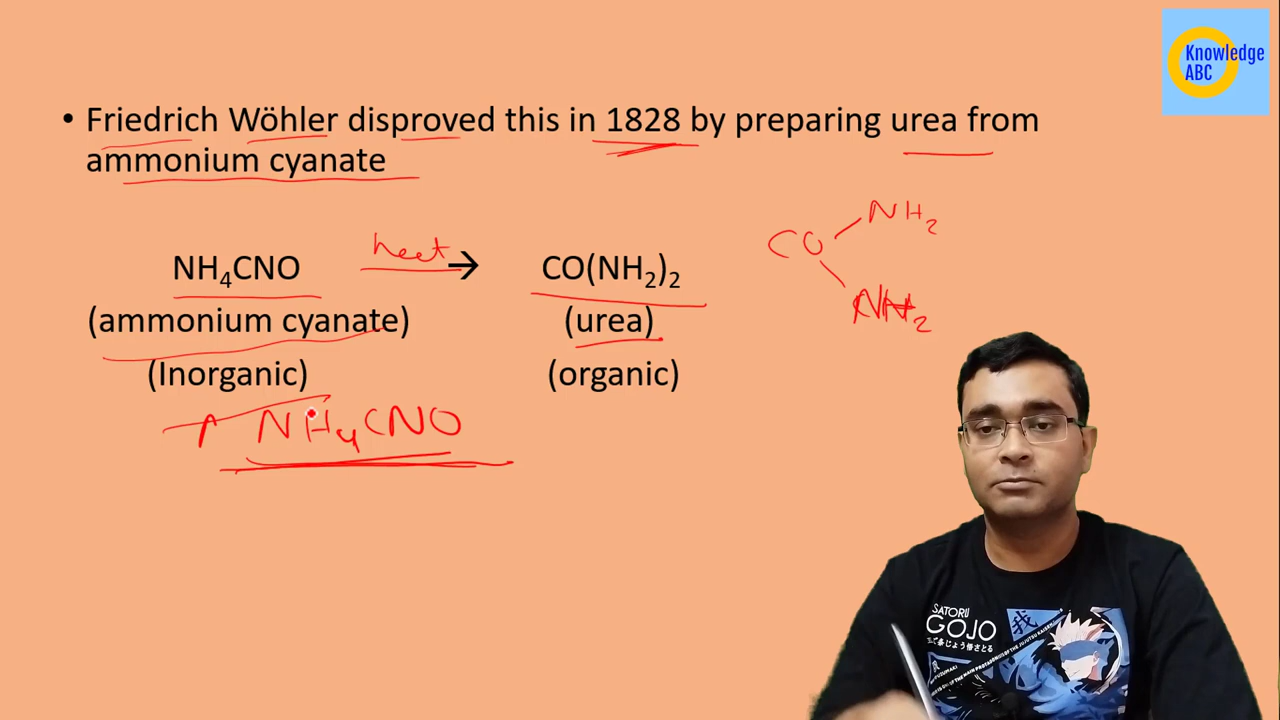 Knowledge
ABC
• Friedrich Wöhler disproved this in 1828 by preparing urea from
ammonium cyanate
heat
NH₄CNO → CO(NH₂)₂
CO
NH₂
NH₂
(ammonium cyanate) (urea)
(Inorganic) (organic)
NH₄CNO
SATORU
GOJO
我